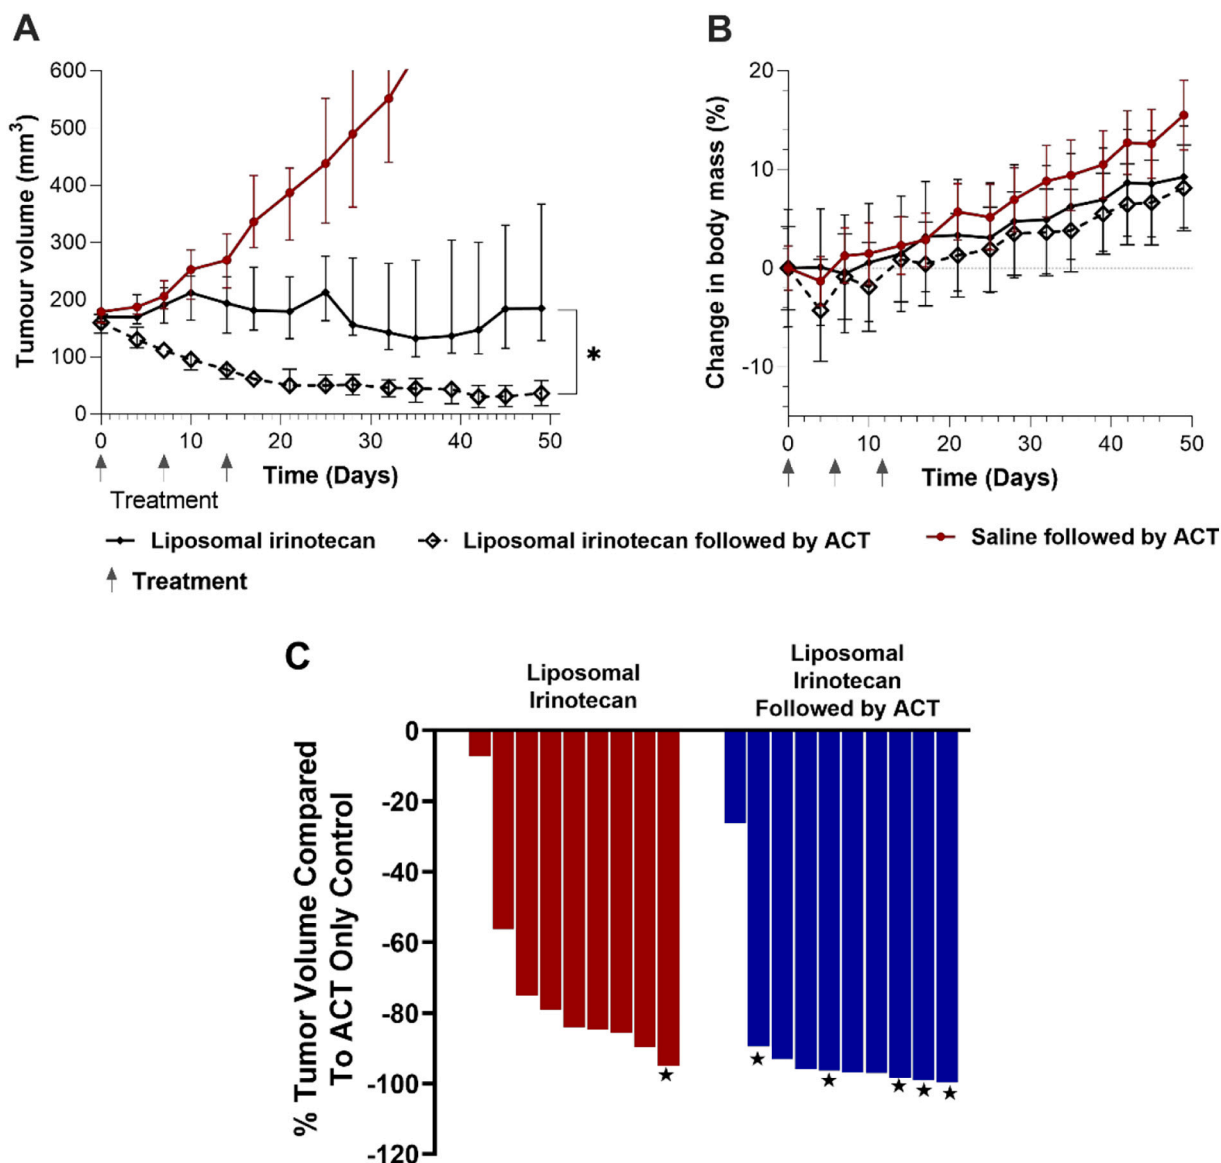 A
Tumour volume (mm³)
600
500
400
300
200
100
0
0
10
20
30
40
50
*
Time (Days)
Treatment
B
Change in body mass (%)
20
10
0
-10
0
10
20
30
40
50
Time (Days)
Liposomal irinotecan
Liposomal irinotecan followed by ACT
Saline followed by ACT
Treatment
C
Liposomal
Irinotecan
Liposomal
Irinotecan
Followed by ACT
% Tumor Volume Compared
To ACT Only Control
0
-20
-40
-60
-80
-100
-120